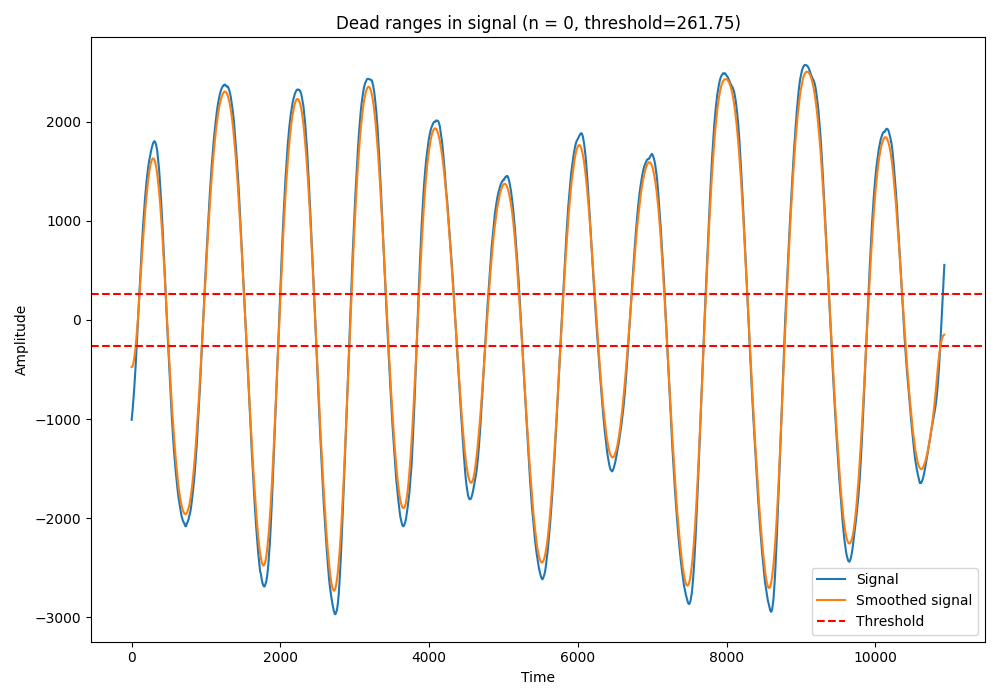 Dead ranges in signal (n = 0, threshold=261.75)
2000
1000
0
−1000
−2000
−3000
Amplitude
0
2000
4000
6000
8000
10000
Time
Signal
Smoothed signal
Threshold